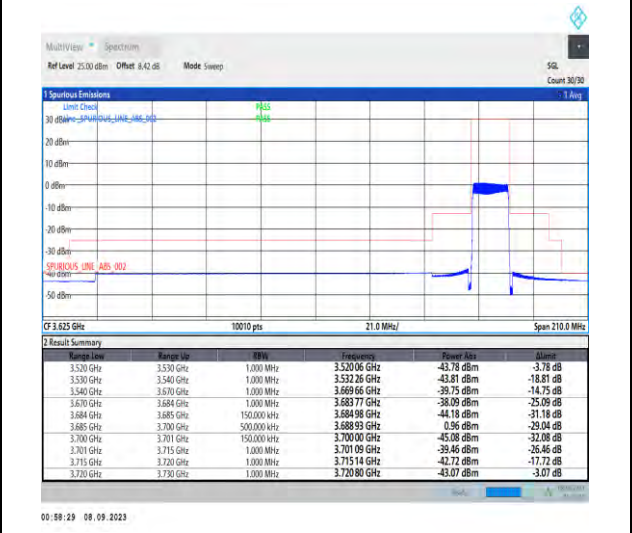 MultiView Spectrum
Ref Level 25.00 dBm Offset 8.42 dB Mode Sweep SGL
Count 30/30
1 Spurious Emissions 1 Avg
Limit Check PASS
30 dBm Line _SPURIOUS_LINE_ABS_002 PASS
20 dBm
10 dBm
0 dBm
-10 dBm
-20 dBm
-30 dBm
_SPURIOUS_LINE_ABS_002
-40 dBm
-50 dBm
CF 3.625 GHz 10010 pts 21.0 MHz/ Span 210.0 MHz
2 Result Summary
Range Low Range Up RBW Frequency Power Abs ΔLimit
3.520 GHz 3.530 GHz 1.000 MHz 3.52006 GHz -43.78 dBm -3.78 dB
3.530 GHz 3.540 GHz 1.000 MHz 3.53226 GHz -43.81 dBm -18.81 dB
3.540 GHz 3.670 GHz 1.000 MHz 3.66966 GHz -39.75 dBm -14.75 dB
3.670 GHz 3.684 GHz 1.000 MHz 3.68377 GHz -38.09 dBm -25.09 dB
3.684 GHz 3.685 GHz 150.000 kHz 3.68498 GHz -44.18 dBm -31.18 dB
3.685 GHz 3.700 GHz 500.000 kHz 3.68893 GHz 0.96 dBm -29.04 dB
3.700 GHz 3.701 GHz 150.000 kHz 3.70000 GHz -45.08 dBm -32.08 dB
3.701 GHz 3.715 GHz 1.000 MHz 3.70109 GHz -39.46 dBm -26.46 dB
3.715 GHz 3.720 GHz 1.000 MHz 3.71514 GHz -42.72 dBm -17.72 dB
3.720 GHz 3.730 GHz 1.000 MHz 3.72080 GHz -43.07 dBm -3.07 dB
00:58:29 08.09.2023